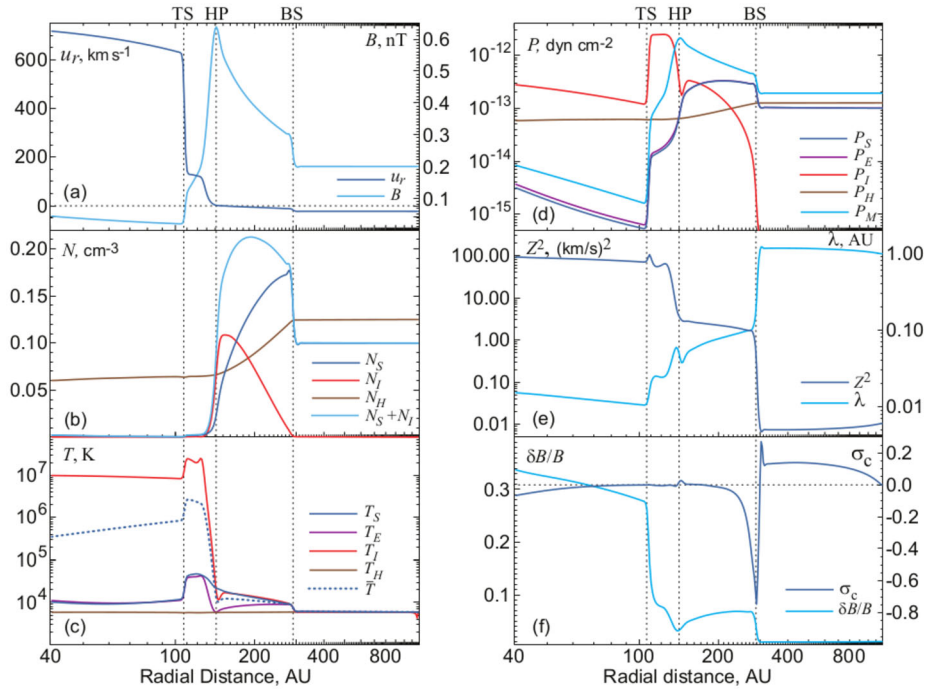 TS HP BS
u_r, km s-1
B, nT
600
400
200
0
0.6
0.5
0.4
0.3
0.2
0.1
(a)
u_r
B
N, cm-3
0.20
0.15
0.10
0.05
(b)
N_S
N_I
N_H
N_S+N_I
T, K
10^7
10^6
10^5
10^4
(c)
T_S
T_E
T_I
T_H
T̄
40 100 200 400 800
Radial Distance, AU
TS HP BS
P, dyn cm-2
10^-12
10^-13
10^-14
10^-15
(d)
P_S
P_E
P_I
P_H
P_M
Z^2, (km/s)^2
λ, AU
100.00
10.00
1.00
0.10
0.01
1.00
0.10
0.01
(e)
Z^2
λ
δB/B
σ_c
0.3
0.2
0.1
0.2
0.0
-0.2
-0.4
-0.6
-0.8
(f)
σ_c
δB/B
40 100 200 400 800
Radial distance, AU